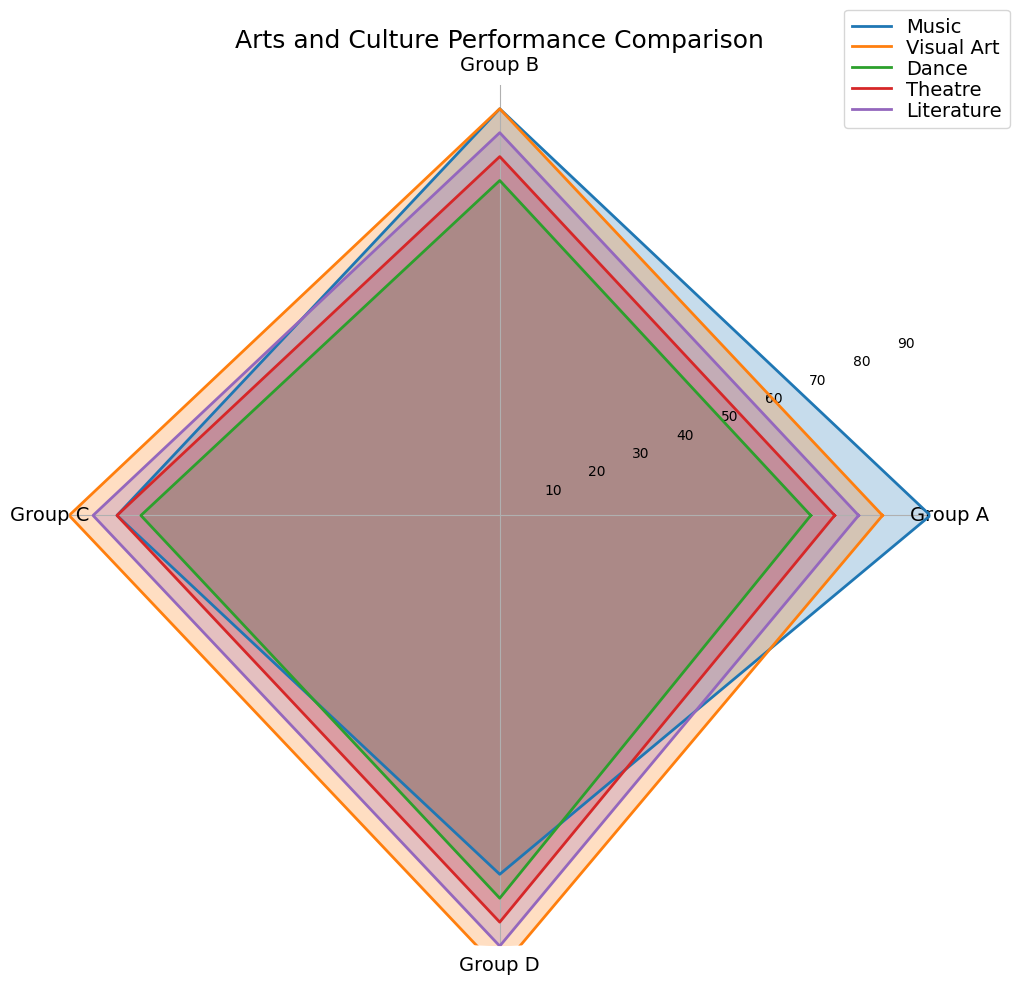 Arts and Culture Performance Comparison
Music
Visual Art
Dance
Theatre
Literature
Group B
90
80
70
60
50
40
30
20
10
Group C
Group A
Group D